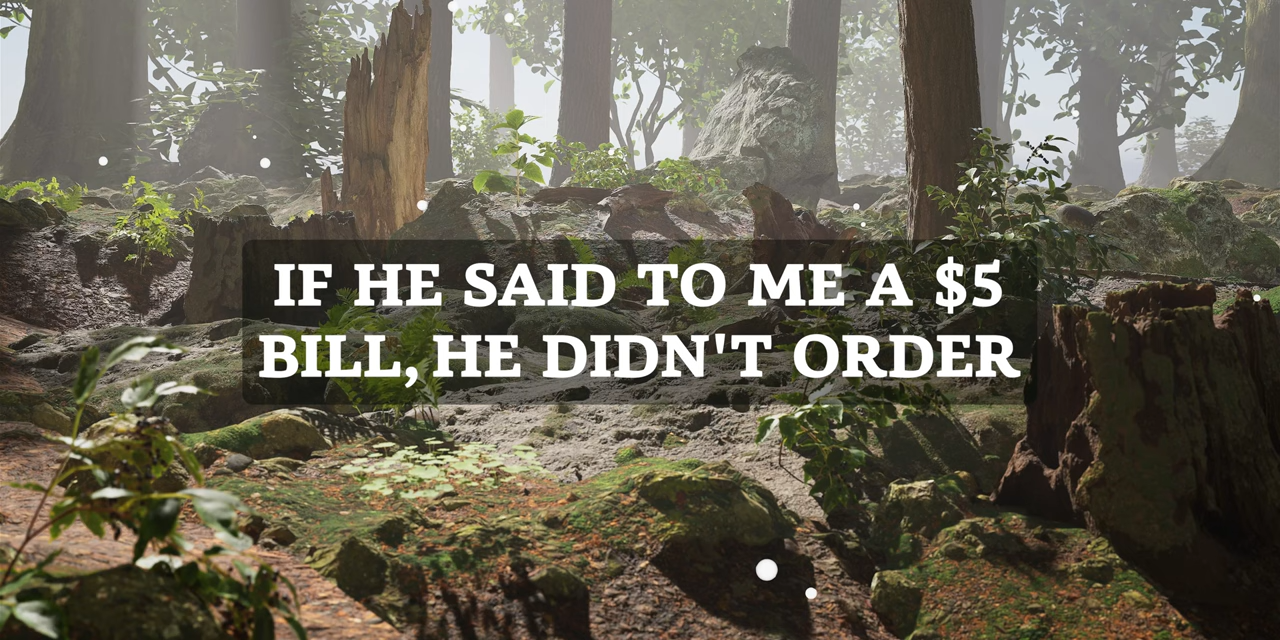 IF HE SAID TO ME A $5
BILL, HE DIDN'T ORDER